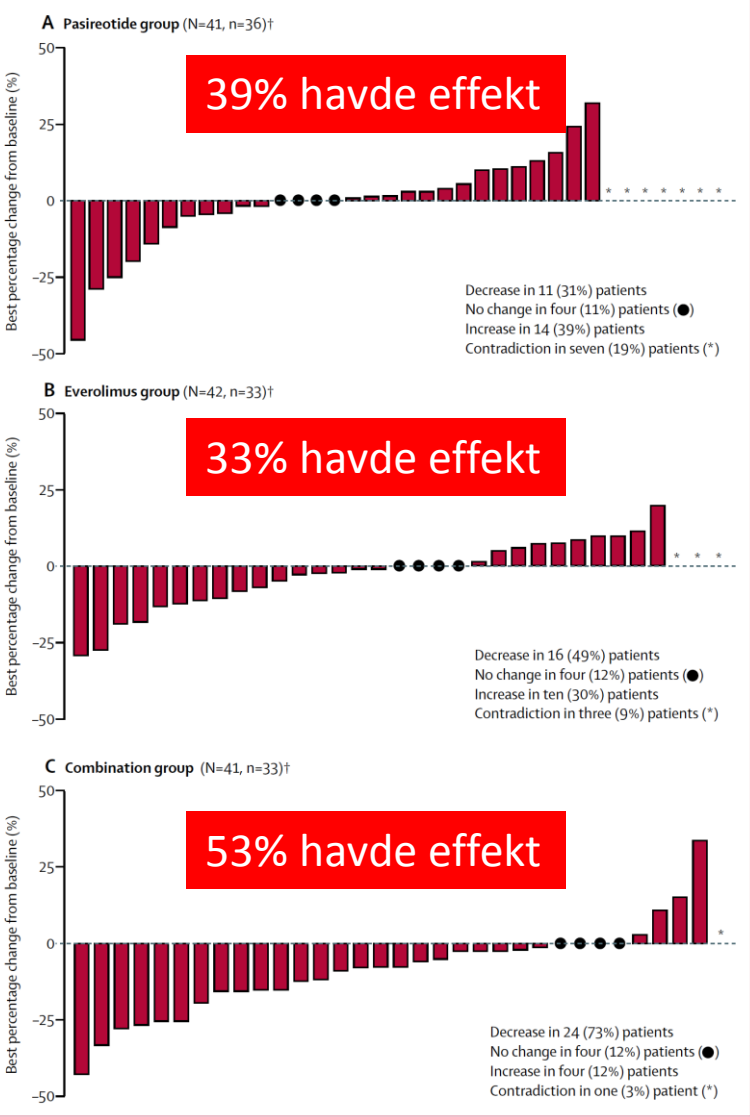 A Pasireotide group (N=41, n=36)†
39% havde effekt
Best percentage change from baseline (%)
50
25
0
–25
–50
* * * * * * *
Decrease in 11 (31%) patients
No change in four (11%) patients (●)
Increase in 14 (39%) patients
Contradiction in seven (19%) patients (*)
B Everolimus group (N=42, n=33)†
33% havde effekt
Best percentage change from baseline (%)
50
25
0
–25
–50
* * *
Decrease in 16 (49%) patients
No change in four (12%) patients (●)
Increase in ten (30%) patients
Contradiction in three (9%) patients (*)
C Combination group (N=41, n=33)†
53% havde effekt
Best percentage change from baseline (%)
50
25
0
–25
–50
*
Decrease in 24 (73%) patients
No change in four (12%) patients (●)
Increase in four (12%) patients
Contradiction in one (3%) patient (*)